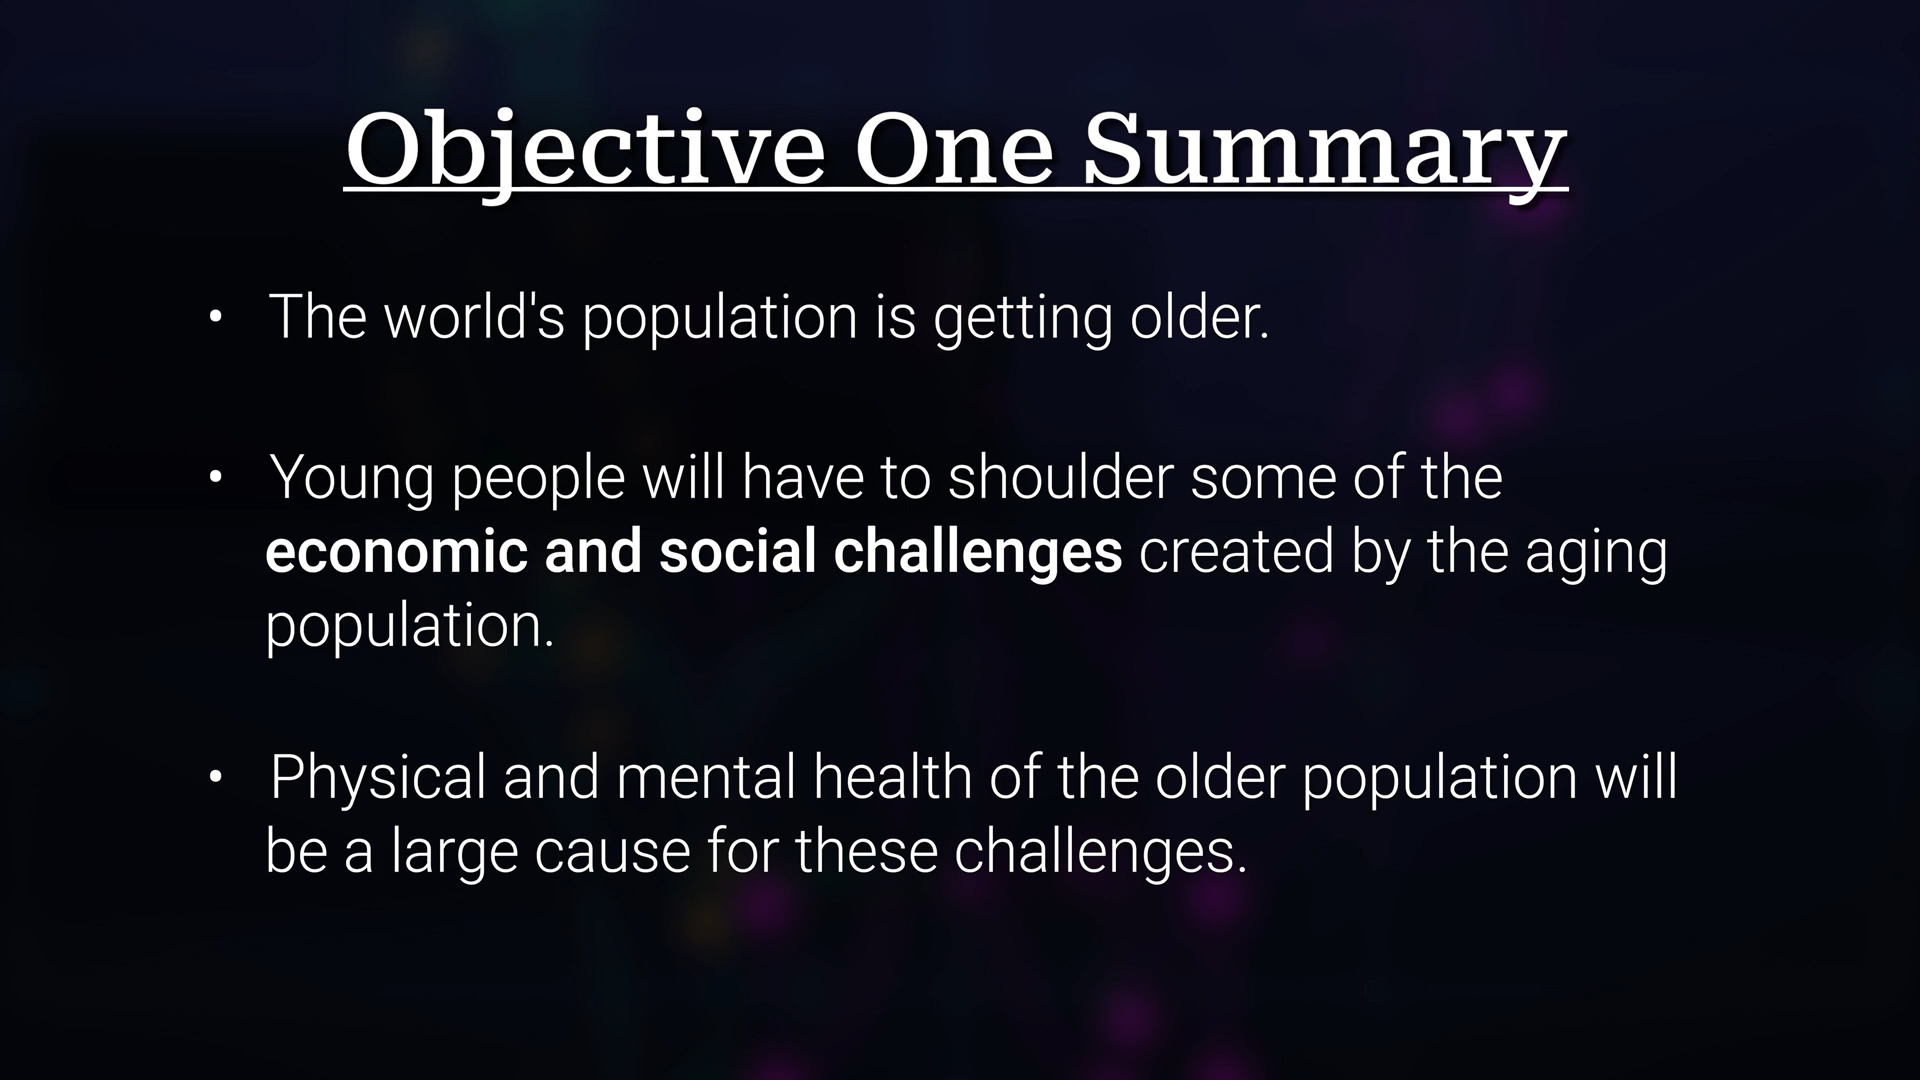 Objective One Summary
• The world's population is getting older.
• Young people will have to shoulder some of the
economic and social challenges created by the aging
population.
• Physical and mental health of the older population will
be a large cause for these challenges.